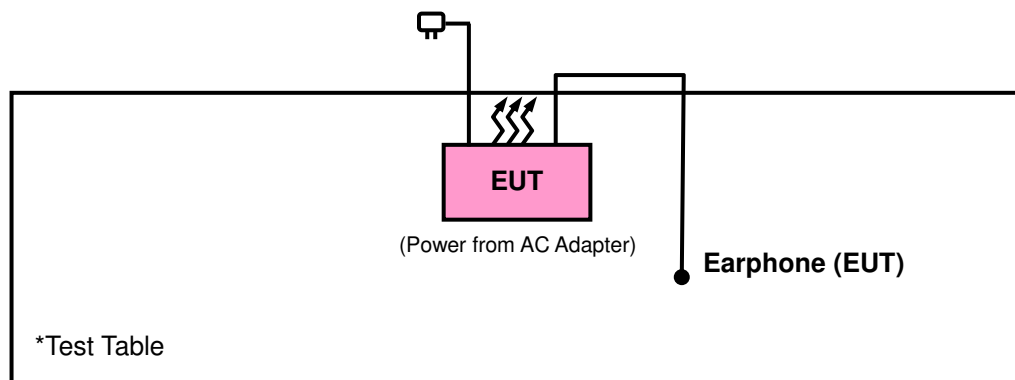 EUT
(Power from AC Adapter)
Earphone (EUT)
*Test Table